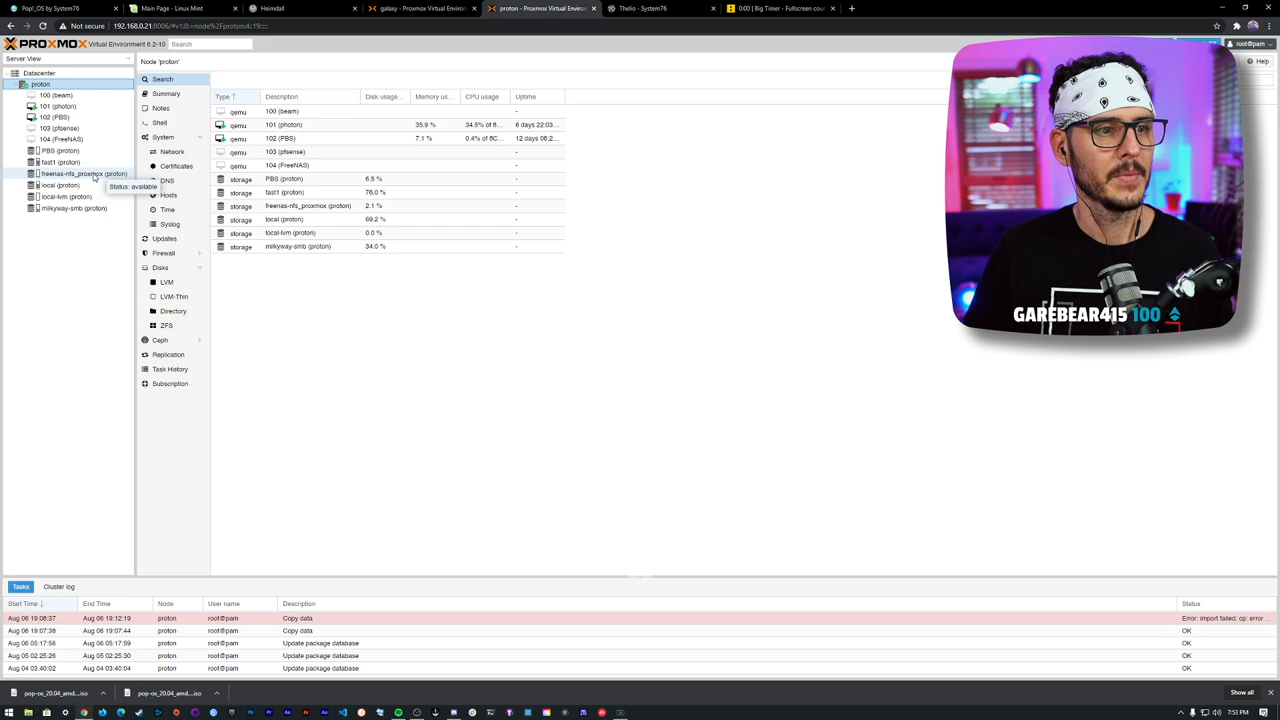 Pop!_OS by System76
Main Page - Linux Mint
Heimdall
galaxy - Proxmox Virtual Environ
proton - Proxmox Virtual Environ
Thelio - System76
0:00 | Big Timer - Fullscreen coun
Not secure
192.168.0.21:8006/#v1:0:=node%2Fproton:4::19:::::
PROXMOX
Virtual Environment 6.2-10
Search
root@pam
Server View
Node 'proton'
Help
Datacenter
proton
100 (beam)
101 (photon)
102 (PBS)
103 (pfsense)
104 (FreeNAS)
PBS (proton)
fast1 (proton)
freenas-nfs_proxmox (proton)
local (proton)
local-lvm (proton)
milkyway-smb (proton)
Status: available
Search
Summary
Notes
Shell
System
Network
Certificates
DNS
Hosts
Time
Syslog
Updates
Firewall
Disks
LVM
LVM-Thin
Directory
ZFS
Ceph
Replication
Task History
Subscription
Type Description Disk usage... Memory us... CPU usage Uptime
qemu 100 (beam) -
qemu 101 (photon) 35.9 % 34.5% of 8... 6 days 22:03...
qemu 102 (PBS) 7.1 % 0.4% of 8C... 12 days 08:2...
qemu 103 (pfsense) -
qemu 104 (FreeNAS) -
storage PBS (proton) 6.5 % -
storage fast1 (proton) 76.0 % -
storage freenas-nfs_proxmox (proton) 2.1 % -
storage local (proton) 69.2 % -
storage local-lvm (proton) 0.0 % -
storage milkyway-smb (proton) 34.0 % -
GAREBEAR415 100
Tasks Cluster log
Start Time End Time Node User name Description Status
Aug 06 19:08:37 Aug 06 19:12:19 proton root@pam Copy data Error: import failed: cp: error ...
Aug 06 19:07:38 Aug 06 19:07:44 proton root@pam Copy data OK
Aug 06 05:17:56 Aug 06 05:17:59 proton root@pam Update package database OK
Aug 05 02:25:26 Aug 05 02:25:30 proton root@pam Update package database OK
Aug 04 03:40:02 Aug 04 03:40:04 proton root@pam Update package database OK
pop-os_20.04_amd....iso
pop-os_20.04_amd....iso
Show all
7:53 PM